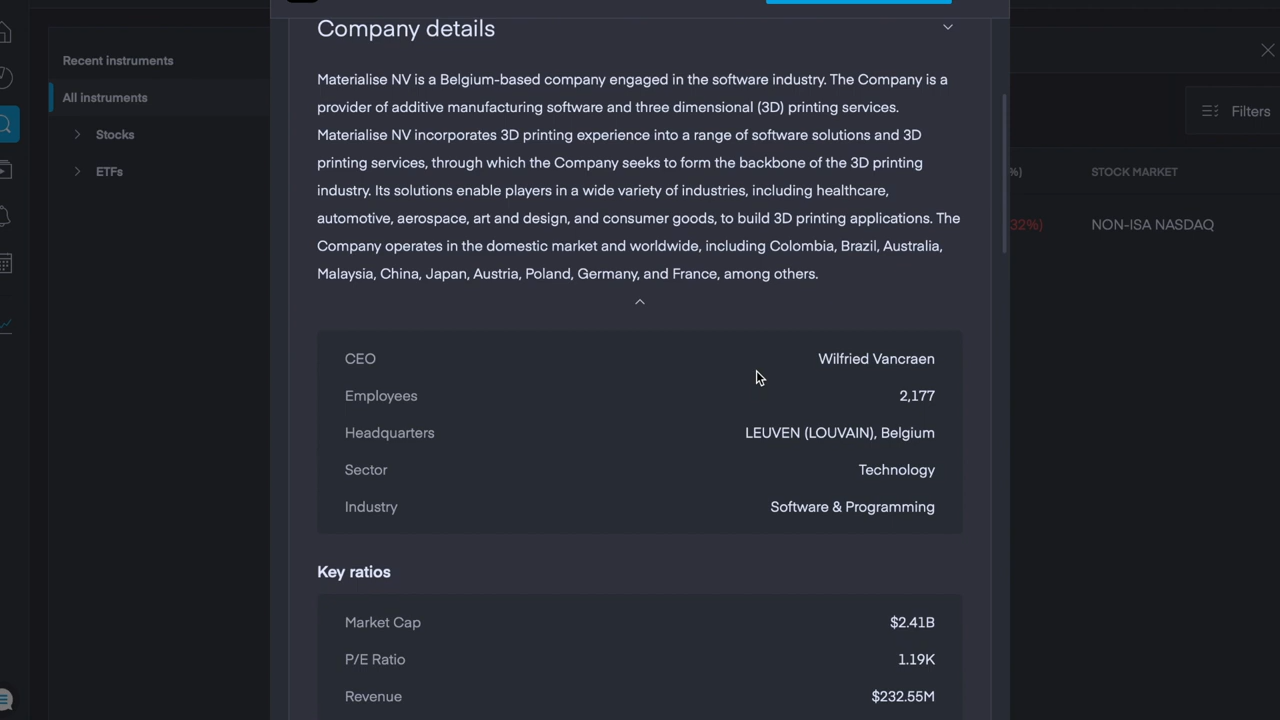 Company details
Recent instruments
All instruments
Stocks
ETFs
Filters
%)
STOCK MARKET
32%)
NON-ISA NASDAQ
Materialise NV is a Belgium-based company engaged in the software industry. The Company is a
provider of additive manufacturing software and three dimensional (3D) printing services.
Materialise NV incorporates 3D printing experience into a range of software solutions and 3D
printing services, through which the Company seeks to form the backbone of the 3D printing
industry. Its solutions enable players in a wide variety of industries, including healthcare,
automotive, aerospace, art and design, and consumer goods, to build 3D printing applications. The
Company operates in the domestic market and worldwide, including Colombia, Brazil, Australia,
Malaysia, China, Japan, Austria, Poland, Germany, and France, among others.
CEO Wilfried Vancraen
Employees 2,177
Headquarters LEUVEN (LOUVAIN), Belgium
Sector Technology
Industry Software & Programming
Key ratios
Market Cap $2.41B
P/E Ratio 1.19K
Revenue $232.55M